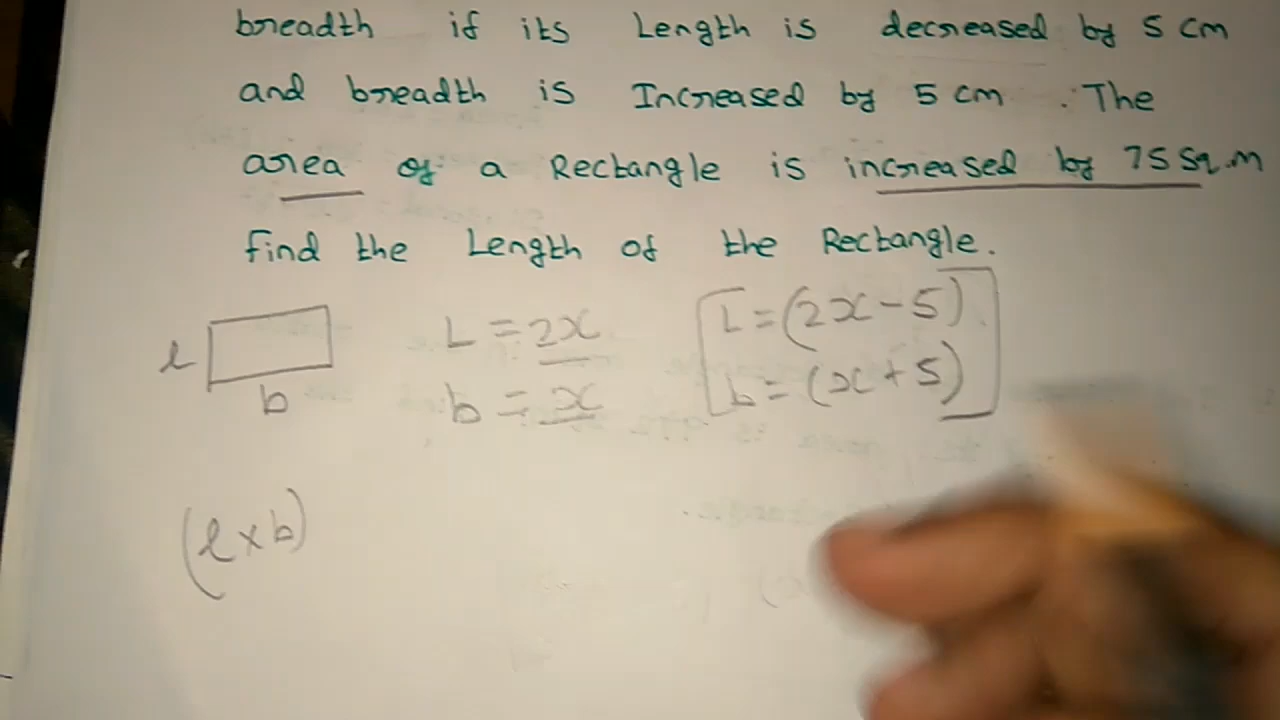 breadth if its Length is decreased by 5 cm
and breadth is Increased by 5 cm . The
area of a Rectangle is increased by 75 Sq.m
find the Length of the Rectangle.
L = 2x
L = (2x - 5)
l
b
b = x
b = (x + 5)
(l × b)